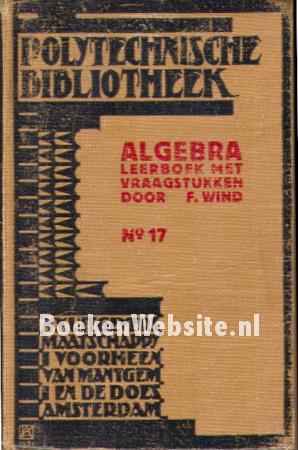 POLYTECHNISCHE
BIBLIOTHEEK
ALGEBRA
LEERBOEK MET
VRAAGSTUKKEN
DOOR F. WIND
Nº 17
BoekenWebsite.nl
MAATSCHAPPY
VOORHEEN
VAN MANTGEM
EN DE DOES
AMSTERDAM